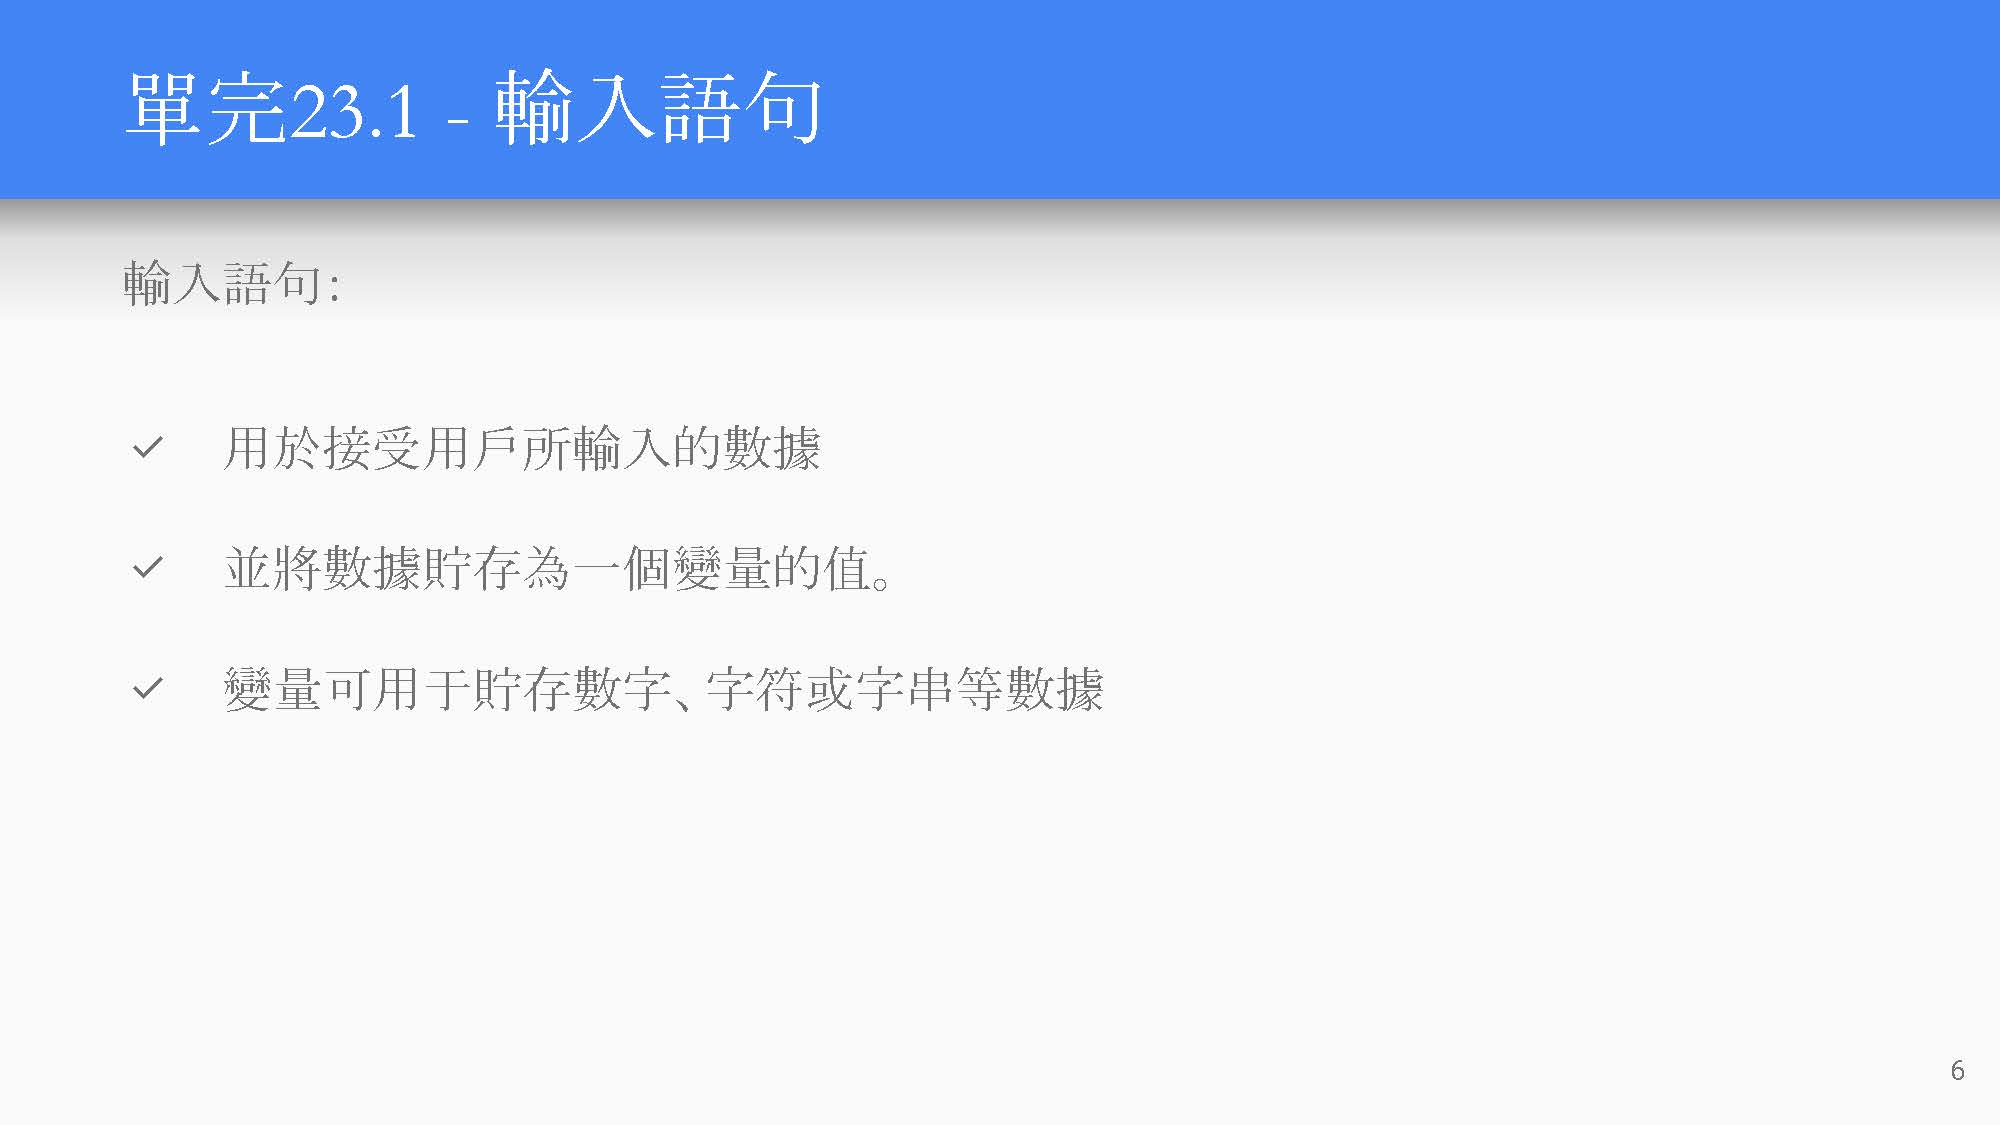 單完23.1 - 輸入語句
輸入語句：
✓ 用於接受用戶所輸入的數據
✓ 並將數據貯存為一個變量的值。
✓ 變量可用于貯存數字、字符或字串等數據
6